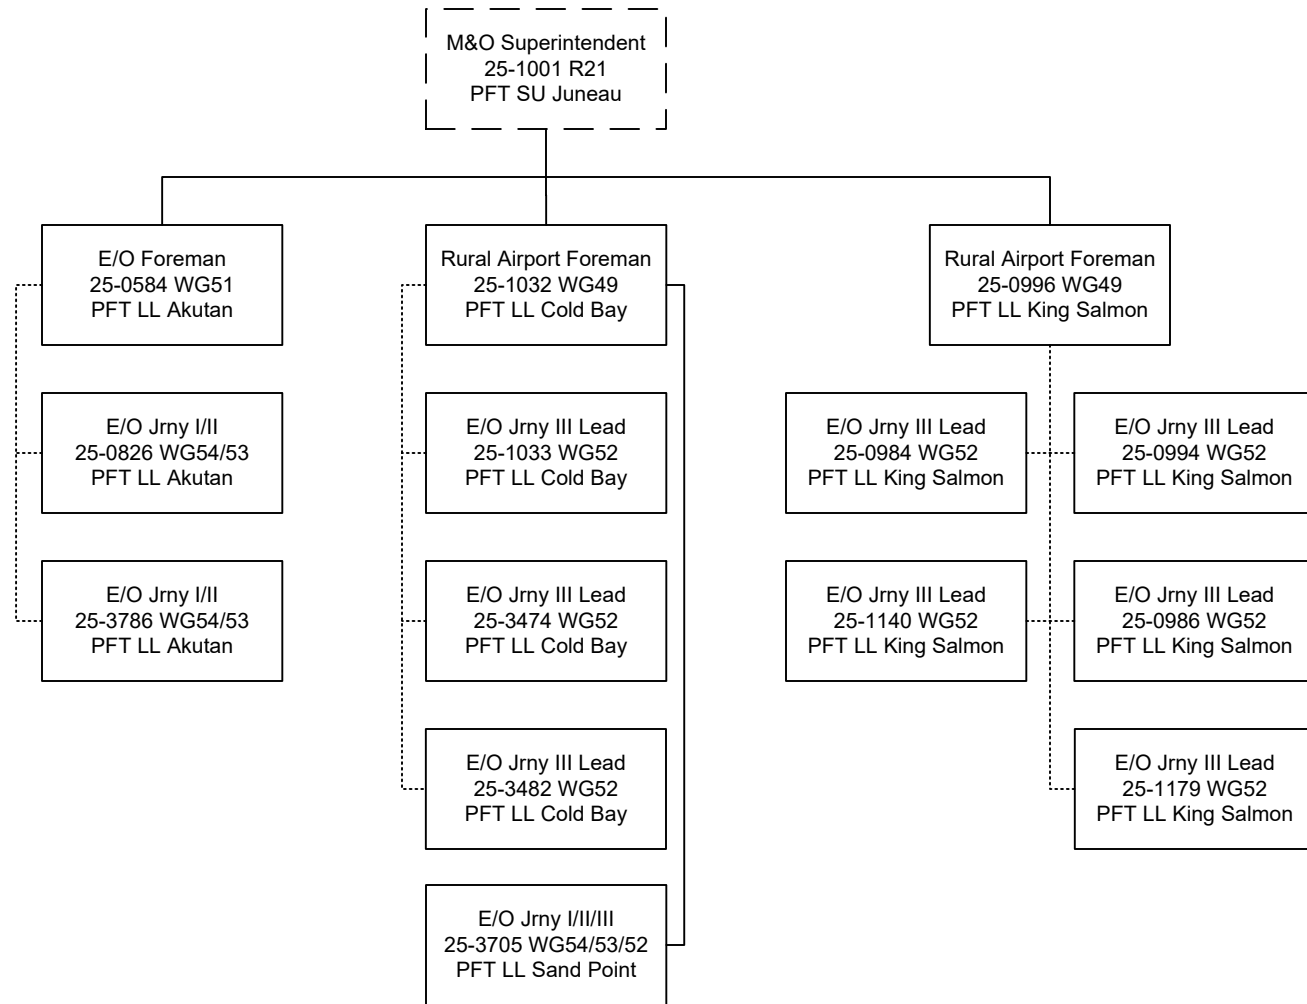 M&O Superintendent
25-1001 R21
PFT SU Juneau
E/O Foreman
25-0584 WG51
PFT LL Akutan
Rural Airport Foreman
25-1032 WG49
PFT LL Cold Bay
Rural Airport Foreman
25-0996 WG49
PFT LL King Salmon
E/O Jrny I/II
25-0826 WG54/53
PFT LL Akutan
E/O Jrny III Lead
25-1033 WG52
PFT LL Cold Bay
E/O Jrny III Lead
25-0984 WG52
PFT LL King Salmon
E/O Jrny III Lead
25-0994 WG52
PFT LL King Salmon
E/O Jrny I/II
25-3786 WG54/53
PFT LL Akutan
E/O Jrny III Lead
25-3474 WG52
PFT LL Cold Bay
E/O Jrny III Lead
25-1140 WG52
PFT LL King Salmon
E/O Jrny III Lead
25-0986 WG52
PFT LL King Salmon
E/O Jrny III Lead
25-3482 WG52
PFT LL Cold Bay
E/O Jrny III Lead
25-1179 WG52
PFT LL King Salmon
E/O Jrny I/II/III
25-3705 WG54/53/52
PFT LL Sand Point